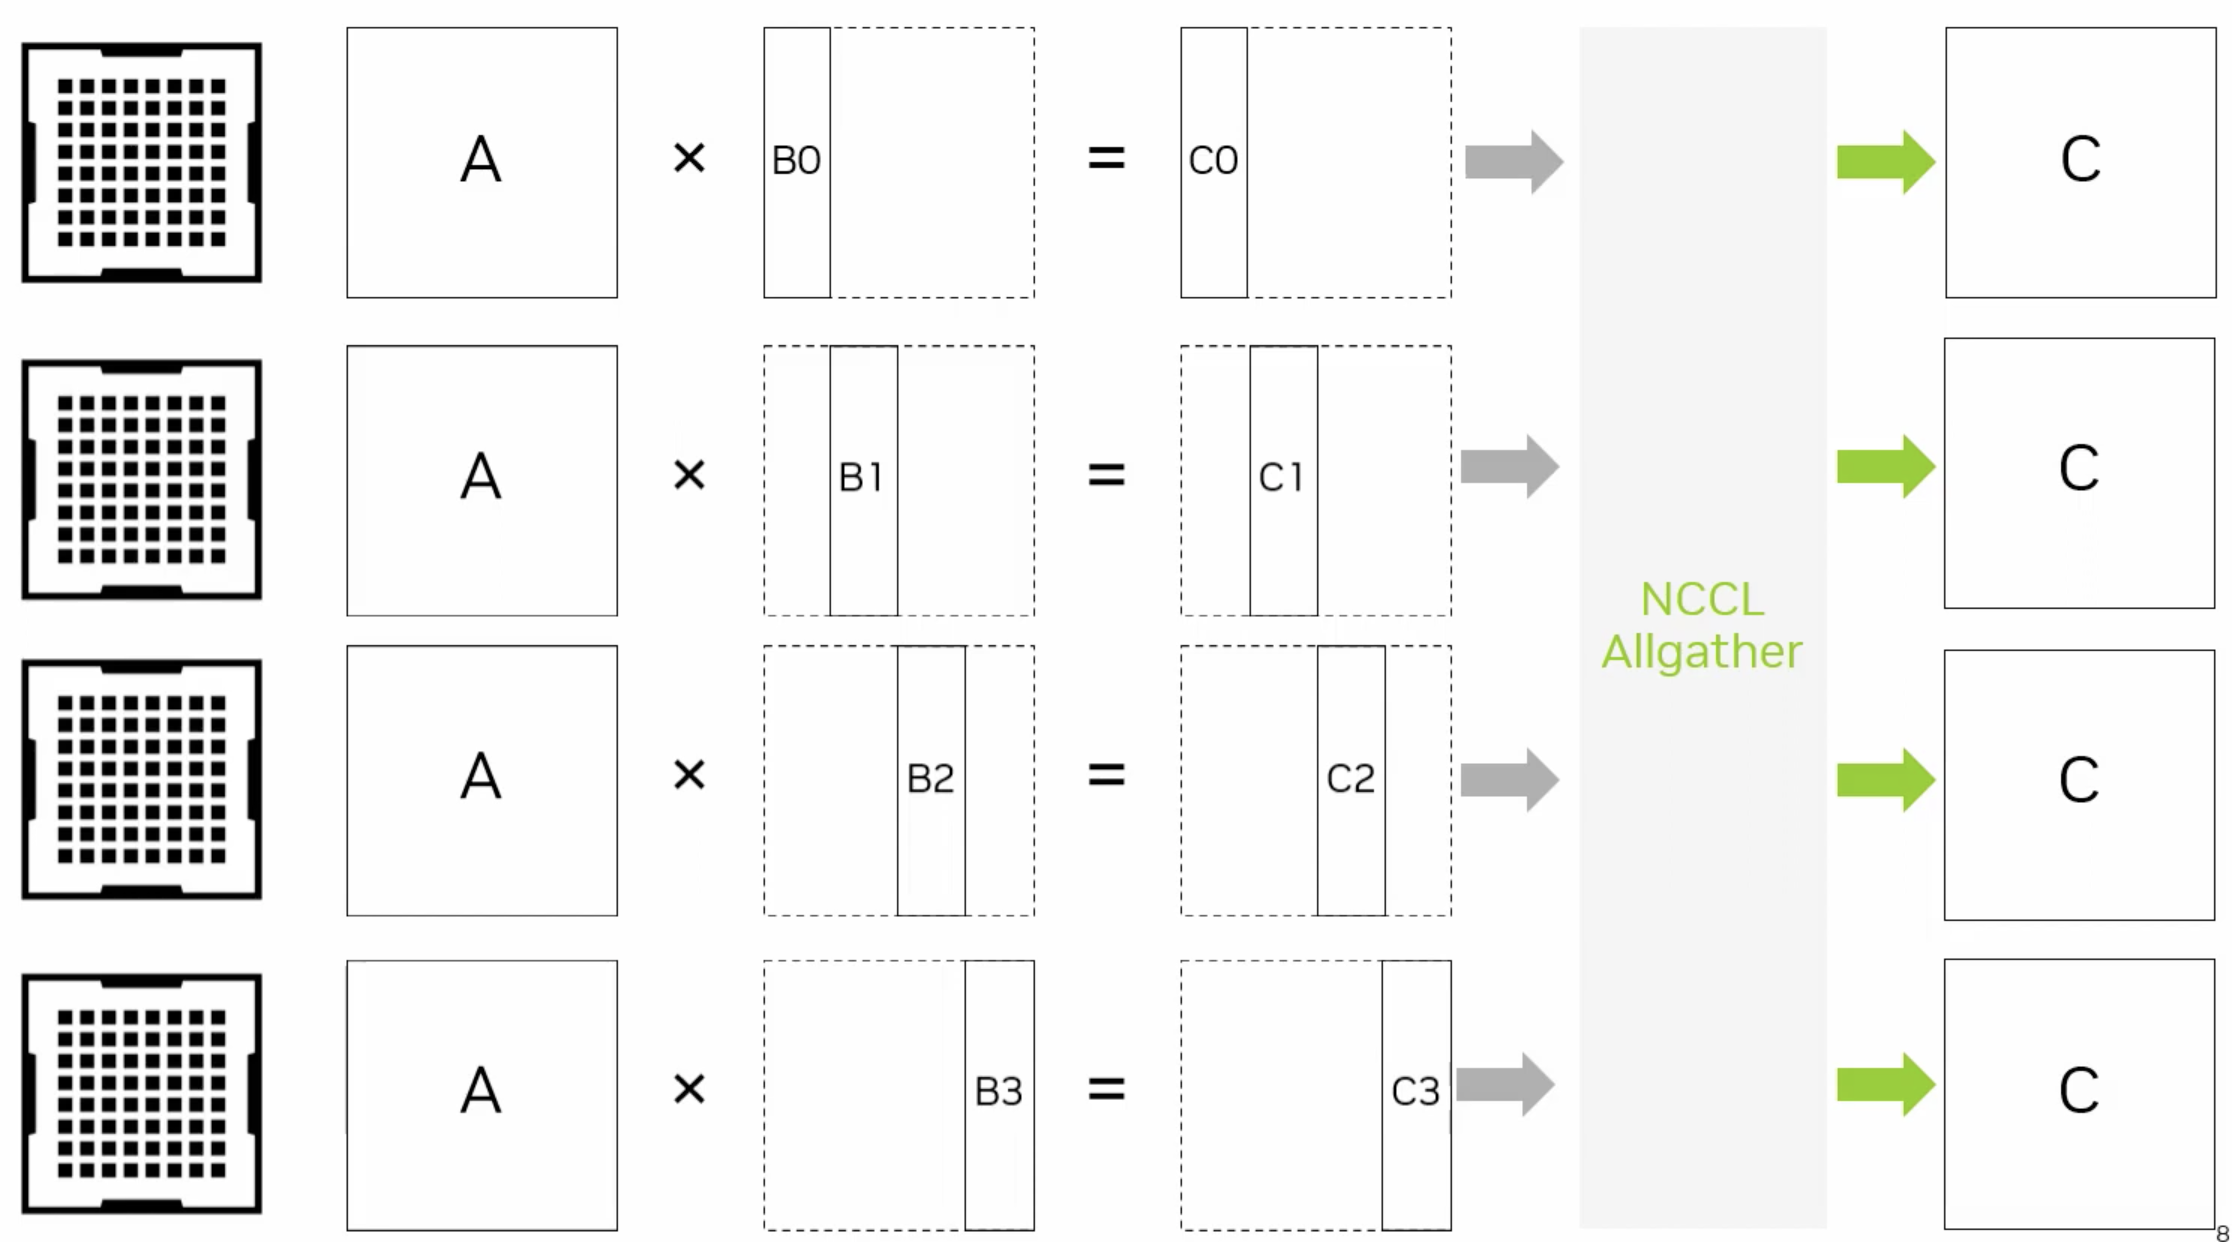 A × B0 = C0 C
A × B1 = C1 C
NCCL
Allgather
A × B2 = C2 C
A × B3 = C3 C
8